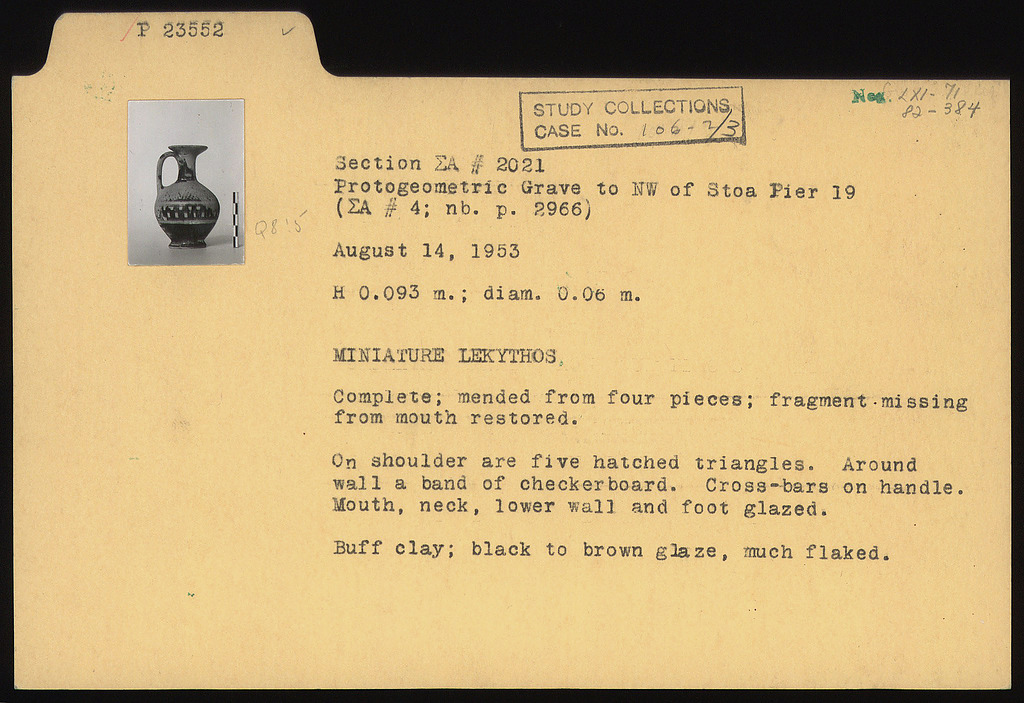 P 23552 ✓
Neg. LXI-71
82-384
STUDY COLLECTIONS
CASE No. 106-2/3
Section ΣA # 2021
Protogeometric Grave to NW of Stoa Pier 19
(ΣA # 4; nb. p. 2966)
Q8:5
August 14, 1953
H 0.093 m.; diam. 0.06 m.
MINIATURE LEKYTHOS.
Complete; mended from four pieces; fragment missing
from mouth restored.
On shoulder are five hatched triangles. Around
wall a band of checkerboard. Cross-bars on handle.
Mouth, neck, lower wall and foot glazed.
Buff clay; black to brown glaze, much flaked.